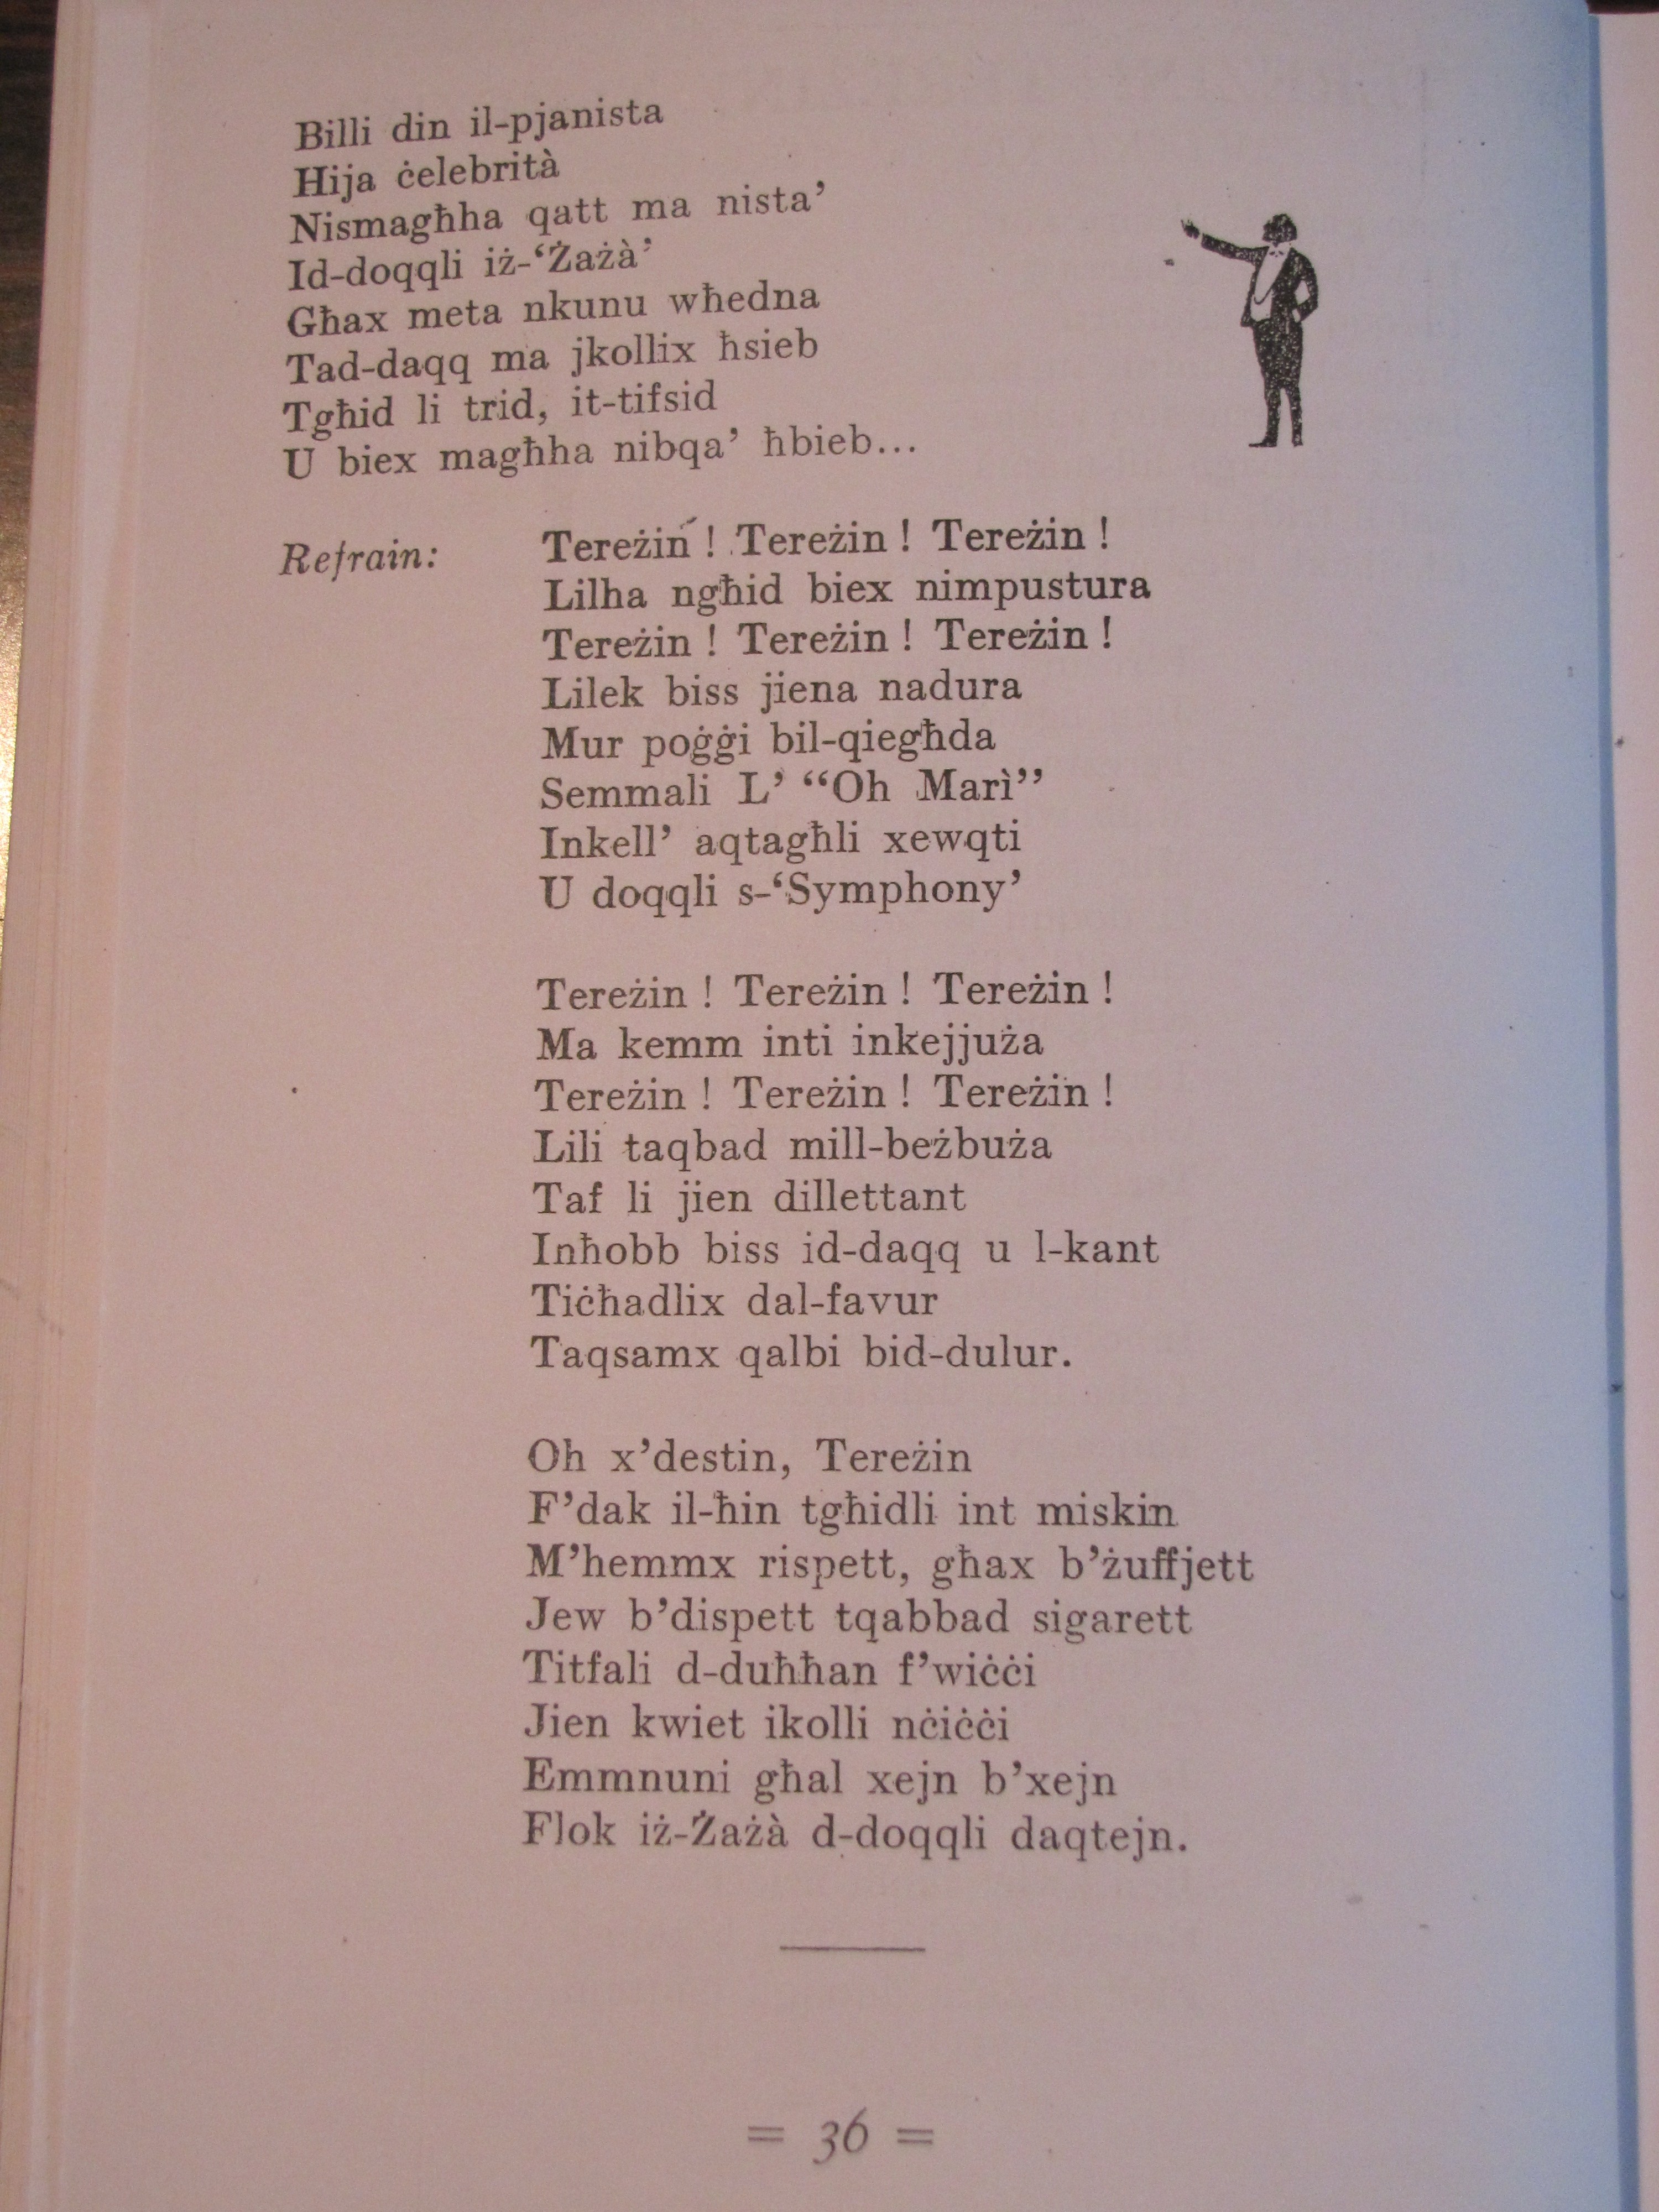 Billi din il-pjanista
Hija ċelebrità
Nismagħha qatt ma nista’
Id-doqqli iż-‘Żażà’
Għax meta nkunu wħedna
Tad-daqq ma jkollix ħsieb
Tgħid li trid, it-tifsid
U biex magħha nibqa’ ħbieb...
Refrain:
Tereżin ! Tereżin ! Tereżin !
Lilha ngħid biex nimpustura
Tereżin ! Tereżin ! Tereżin !
Lilek biss jiena nadura
Mur poġġi bil-qiegħda
Semmali L’ “Oh Marì”
Inkell’ aqtagħli xewqti
U doqqli s-‘Symphony’
Tereżin ! Tereżin ! Tereżin !
Ma kemm inti inkejjuża
Tereżin ! Tereżin ! Tereżin !
Lili taqbad mill-beżbuża
Taf li jien dillettant
Inħobb biss id-daqq u l-kant
Tiċħadlix dal-favur
Taqsamx qalbi bid-dulur.
Oh x’destin, Tereżin
F’dak il-ħin tgħidli int miskin
M’hemmx rispett, għax b’żuffjett
Jew b’dispett tqabbad sigarett
Titfali d-duħħan f’wiċċi
Jien kwiet ikolli nċiċċi
Emmnuni għal xejn b’xejn
Flok iż-Żażà d-doqqli daqtejn.
= 36 =